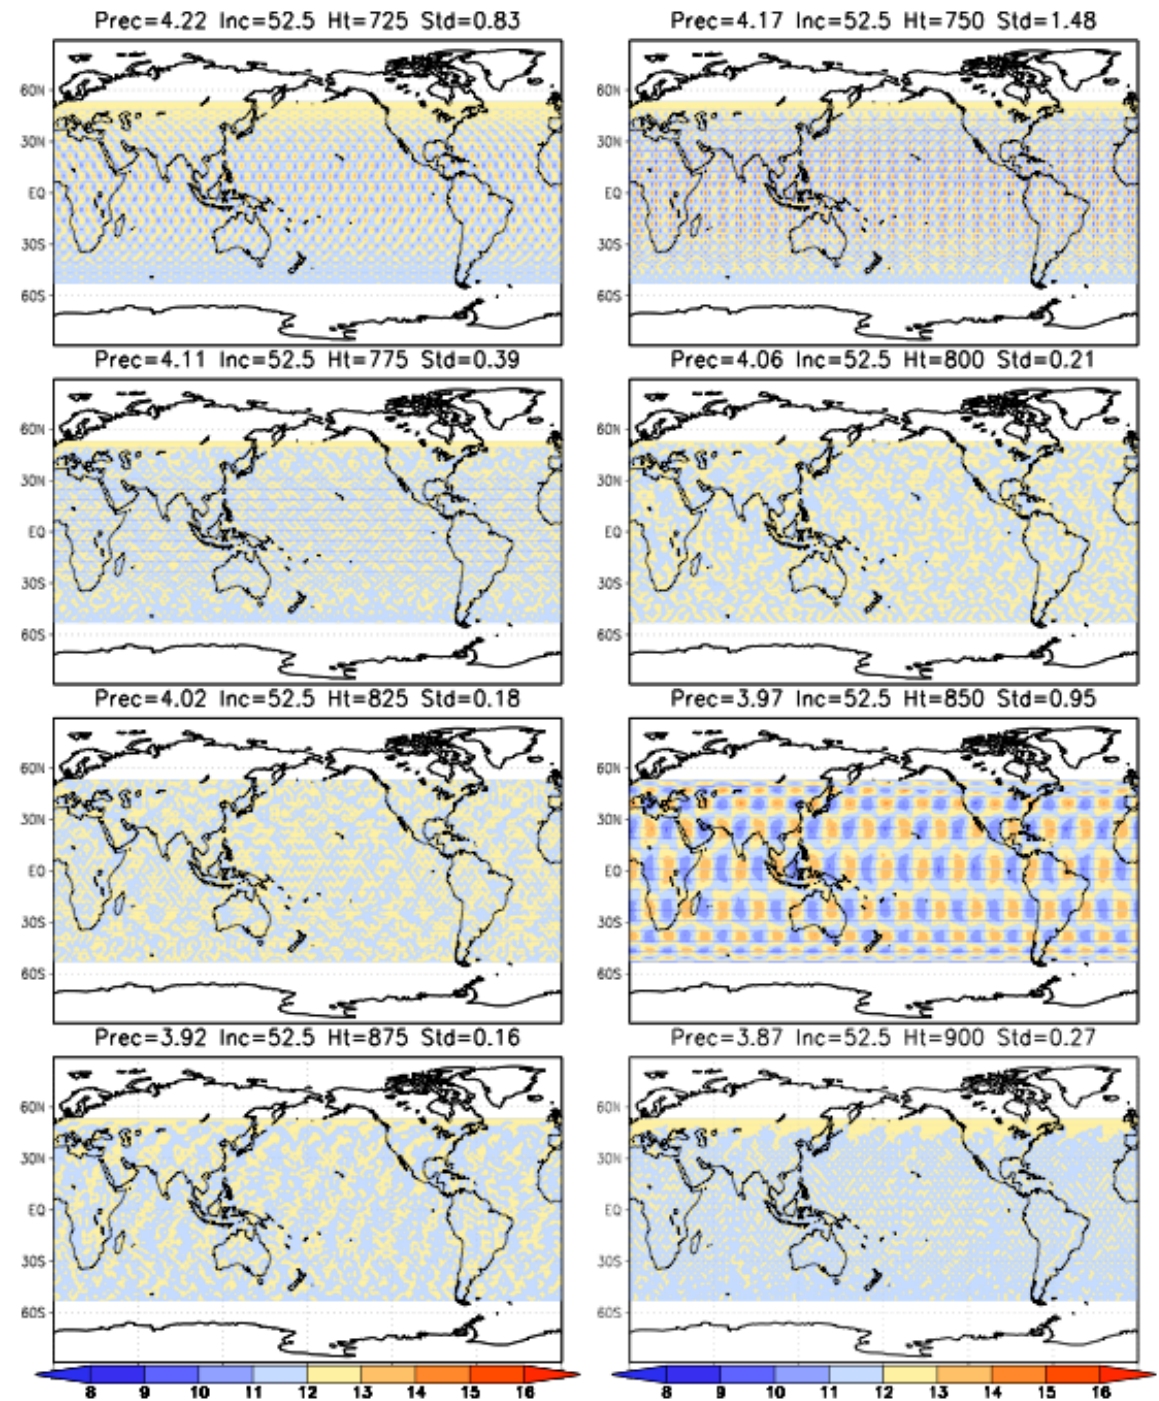 Prec=4.22 Inc=52.5 Ht=725 Std=0.83
Prec=4.17 Inc=52.5 Ht=750 Std=1.48
60N
30N
EQ
30S
60S
60N
30N
EQ
30S
60S
Prec=4.11 Inc=52.5 Ht=775 Std=0.39
Prec=4.06 Inc=52.5 Ht=800 Std=0.21
60N
30N
EQ
30S
60S
60N
30N
EQ
30S
60S
Prec=4.02 Inc=52.5 Ht=825 Std=0.18
Prec=3.97 Inc=52.5 Ht=850 Std=0.95
60N
30N
EQ
30S
60S
60N
30N
EQ
30S
60S
Prec=3.92 Inc=52.5 Ht=875 Std=0.16
Prec=3.87 Inc=52.5 Ht=900 Std=0.27
60N
30N
EQ
30S
60S
60N
30N
EQ
30S
60S
8 9 10 11 12 13 14 15 16
8 9 10 11 12 13 14 15 16